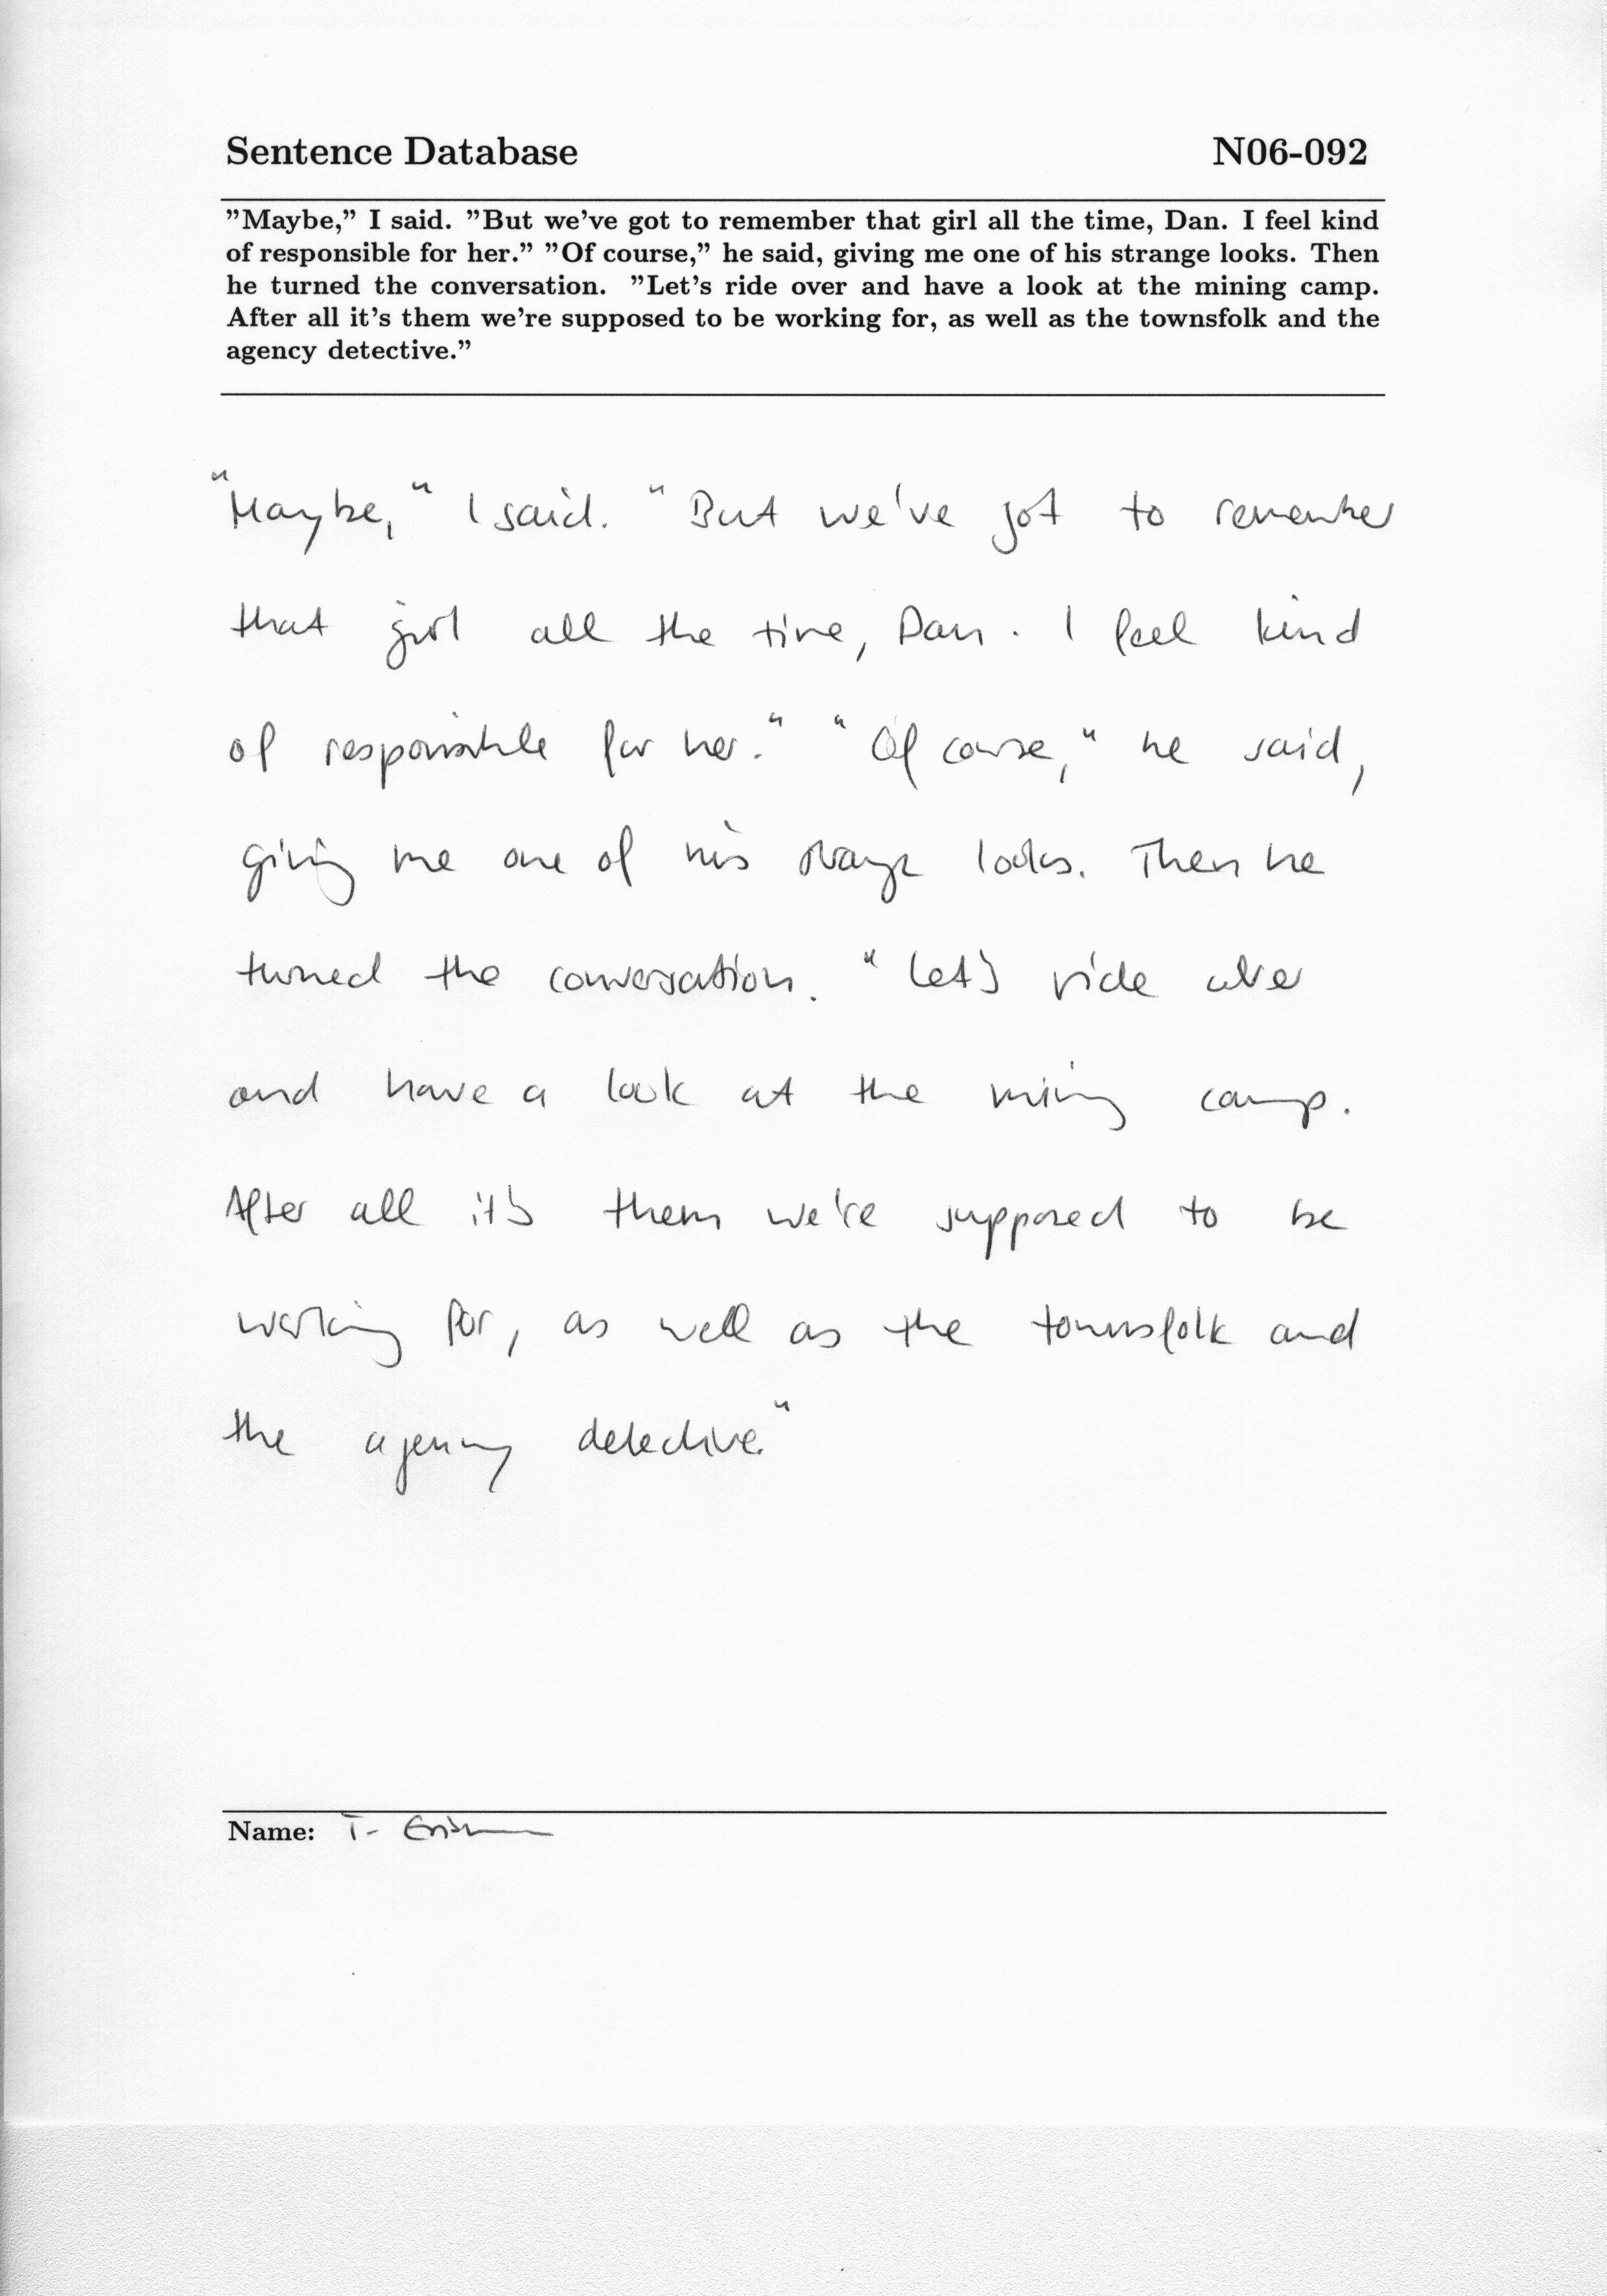 Sentence Database N06-092
"Maybe," I said. "But we've got to remember that girl all the time, Dan. I feel kind
of responsible for her." "Of course," he said, giving me one of his strange looks. Then
he turned the conversation. "Let's ride over and have a look at the mining camp.
After all it's them we're supposed to be working for, as well as the townsfolk and the
agency detective."
"Maybe," I said. "But we've got to remember
that girl all the time, Dan. I feel kind
of responsible for her." "Of course," he said,
giving me one of his strange looks. Then he
turned the conversation. "Let's ride over
and have a look at the mining camp.
After all it's them we're supposed to be
working for, as well as the townsfolk and
the agency detective."
Name: T.